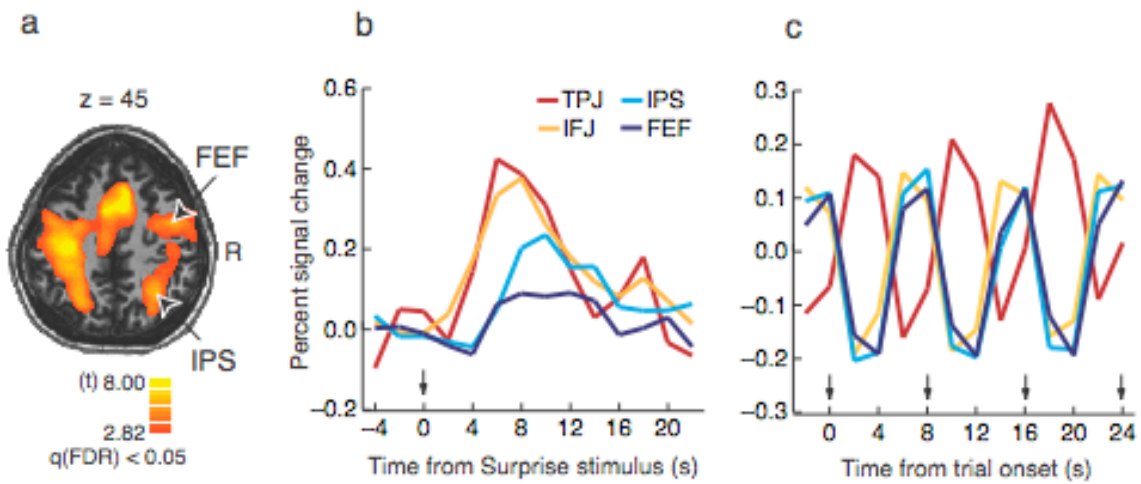 a
z = 45
FEF
R
IPS
(t) 8.00
2.82
q(FDR) < 0.05
b
Percent signal change
0.6
0.4
0.2
0.0
−0.2
TPJ IPS
IFJ FEF
−4 0 4 8 12 16 20
Time from Surprise stimulus (s)
c
0.3
0.2
0.1
0.0
−0.1
−0.2
−0.3
0 4 8 12 16 20 24
Time from trial onset (s)